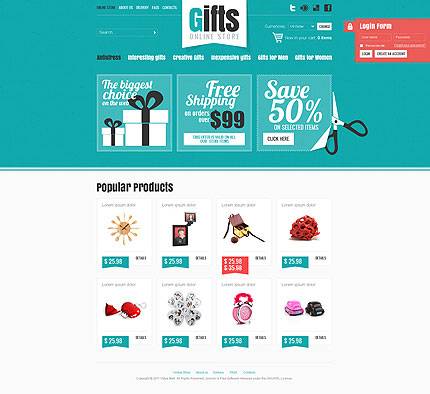 ONLINE STORE ABOUT US DELIVERY FAQS CONTACTS
Gifts
ONLINE STORE
Search...
Currencies: US Dollar CHANGE
Now in your cart 0 items
Login Form
User name Password
Remember Me
LOGIN CREATE AN ACCOUNT
Antistress Interesting gifts Creative Gifts Inexpensive gifts Gifts for Men Gifts for Women
The biggest
choice
on the web
Free
Shipping
on orders
over $99
THIS OFFER IS VALID ON ALL
OUR STORE ITEMS
Save
50%
ON SELECTED ITEMS
CLICK HERE
Popular Products
Lorem ipsum dolor Lorem ipsum dolor Lorem ipsum dolor Lorem ipsum dolor
$ 25.98 DETAILS $ 25.98 DETAILS $ 25.98 DETAILS $ 25.98 DETAILS
$ 35.98
Lorem ipsum dolor Lorem ipsum dolor Lorem ipsum dolor Lorem ipsum dolor
$ 25.98 DETAILS $ 25.98 DETAILS $ 25.98 DETAILS $ 25.98 DETAILS
Online Store About us Delivery FAQS Contacts